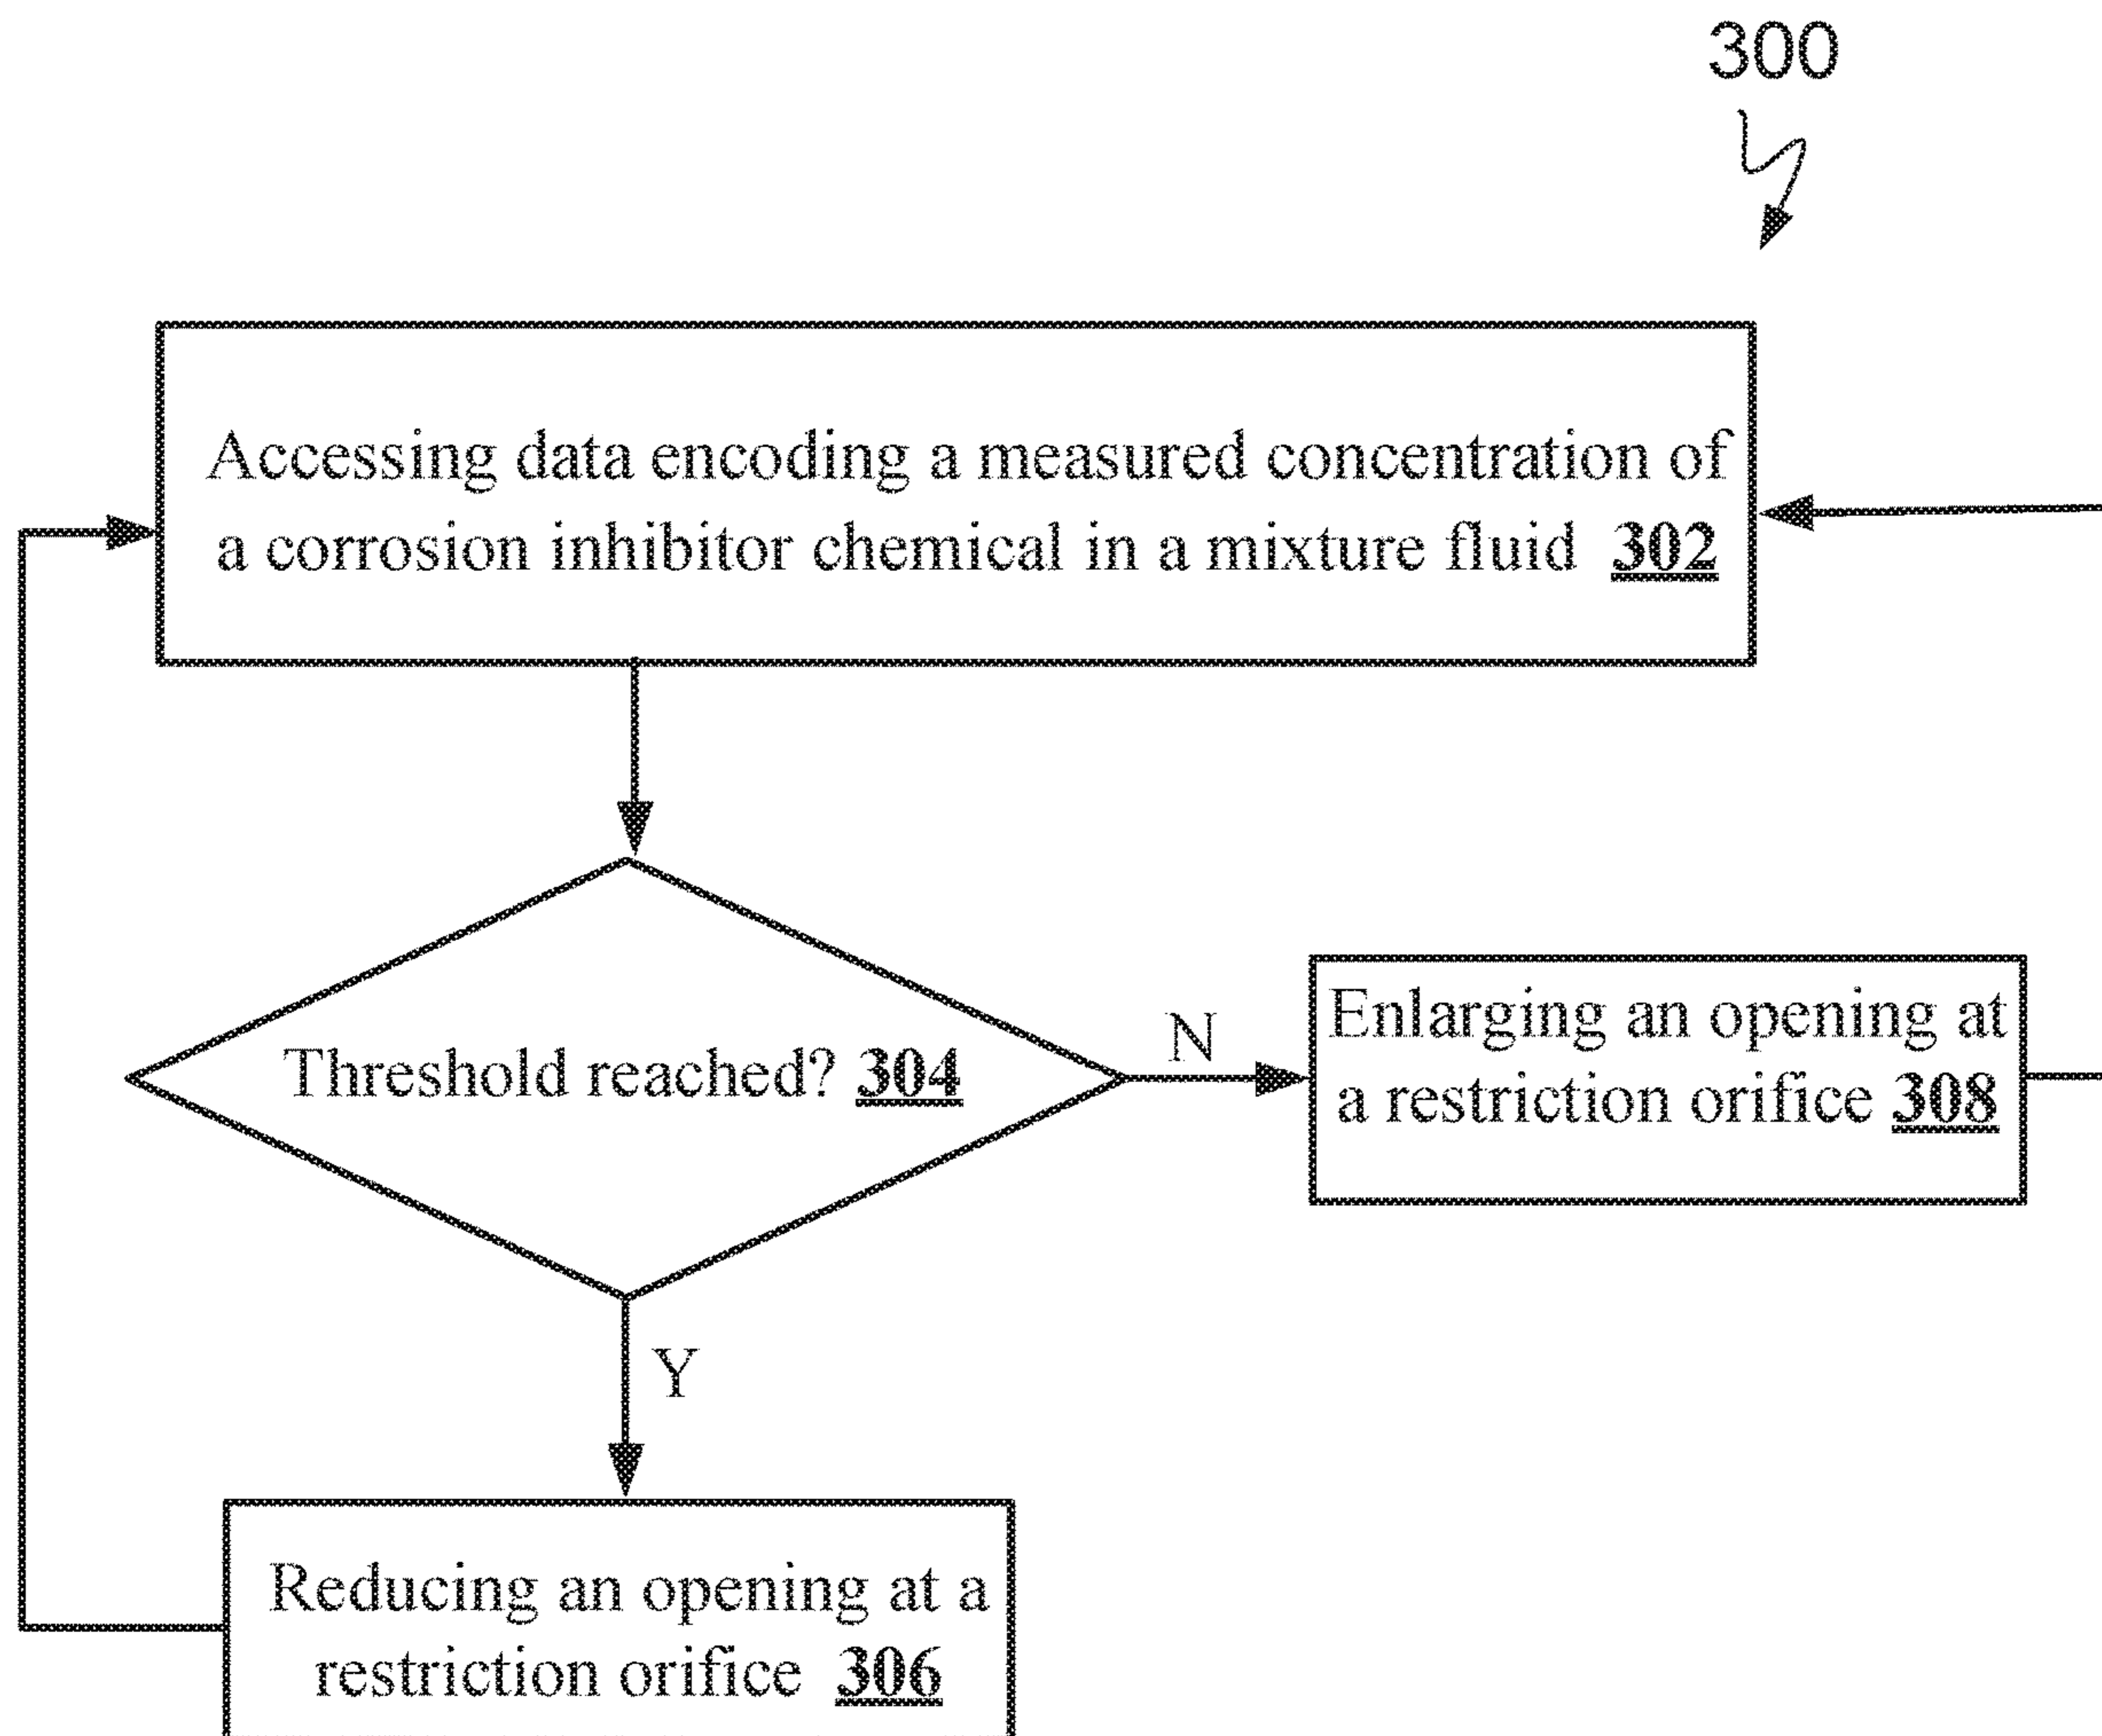 300
Accessing data encoding a measured concentration of
a corrosion inhibitor chemical in a mixture fluid 302
Threshold reached? 304
N
Enlarging an opening at
a restriction orifice 308
Y
Reducing an opening at a
restriction orifice 306